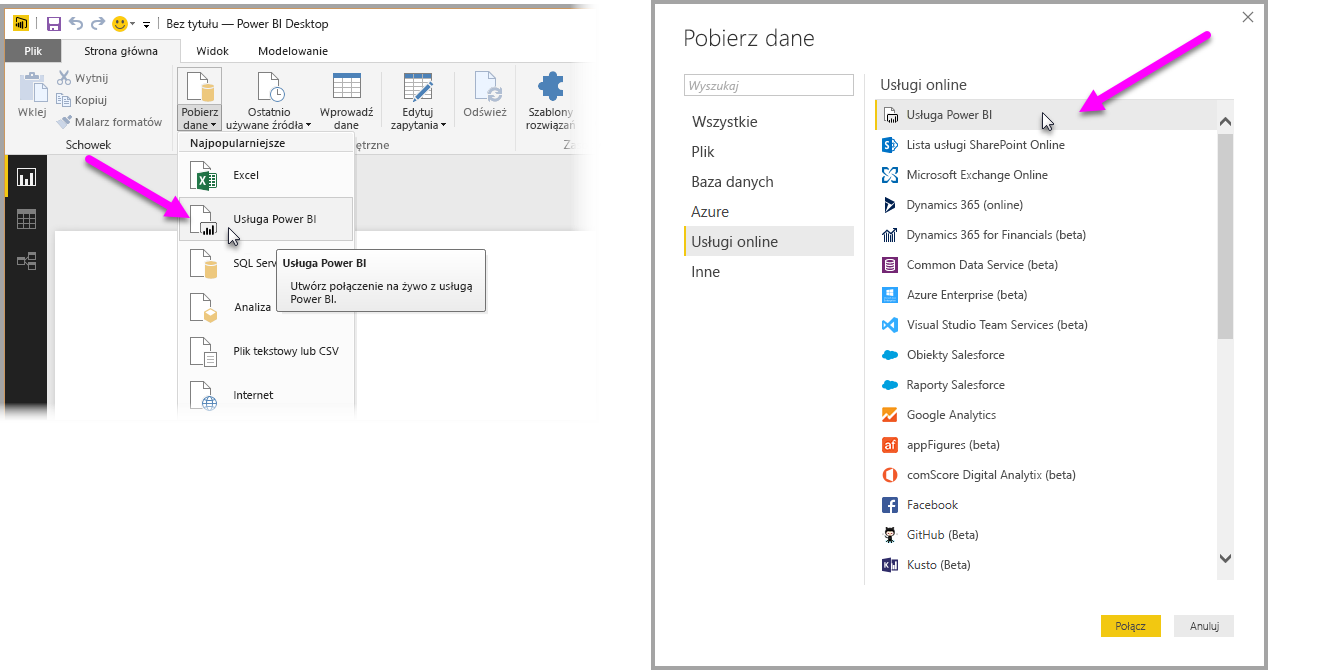 Bez tytułu — Power BI Desktop
Plik
Strona główna
Widok
Modelowanie
Wklej
Wytnij
Kopiuj
Malarz formatów
Schowek
Pobierz
dane
Ostatnio
używane źródła
Wprowadź
dane
Edytuj
zapytania
Odśwież
Szablony
rozwiązań
Najpopularniejsze
Excel
Usługa Power BI
SQL Serv
Usługa Power BI
Utwórz połączenie na żywo z usługą
Power BI.
Analiza
Plik tekstowy lub CSV
Internet
Pobierz dane
Wyszukaj
Wszystkie
Plik
Baza danych
Azure
Usługi online
Inne
Usługi online
Usługa Power BI
Lista usługi SharePoint Online
Microsoft Exchange Online
Dynamics 365 (online)
Dynamics 365 for Financials (beta)
Common Data Service (beta)
Azure Enterprise (beta)
Visual Studio Team Services (beta)
Obiekty Salesforce
Raporty Salesforce
Google Analytics
appFigures (beta)
comScore Digital Analytix (beta)
Facebook
GitHub (Beta)
Kusto (Beta)
Połącz
Anuluj